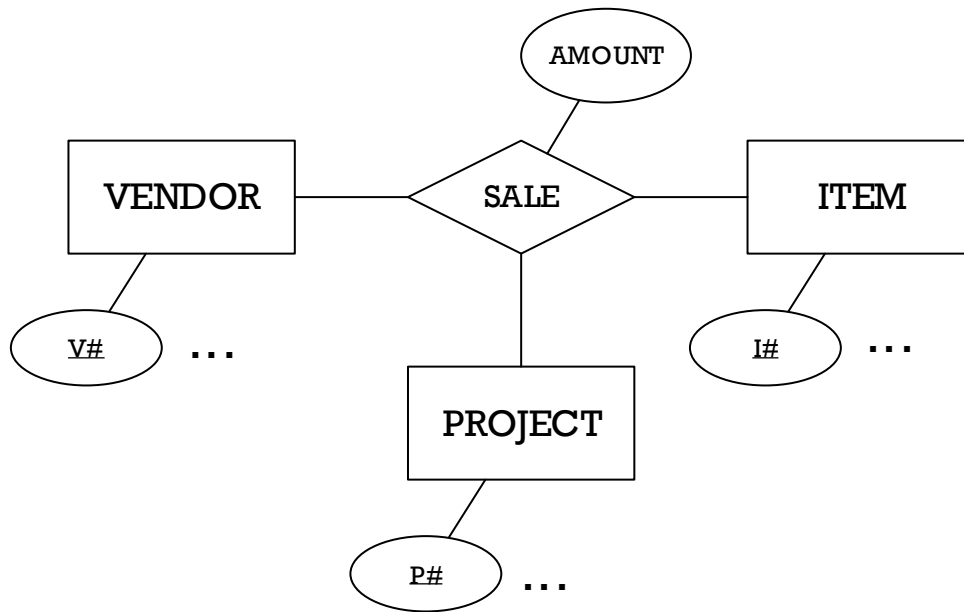 AMOUNT
VENDOR
SALE
ITEM
V#
...
I#
...
PROJECT
P#
...